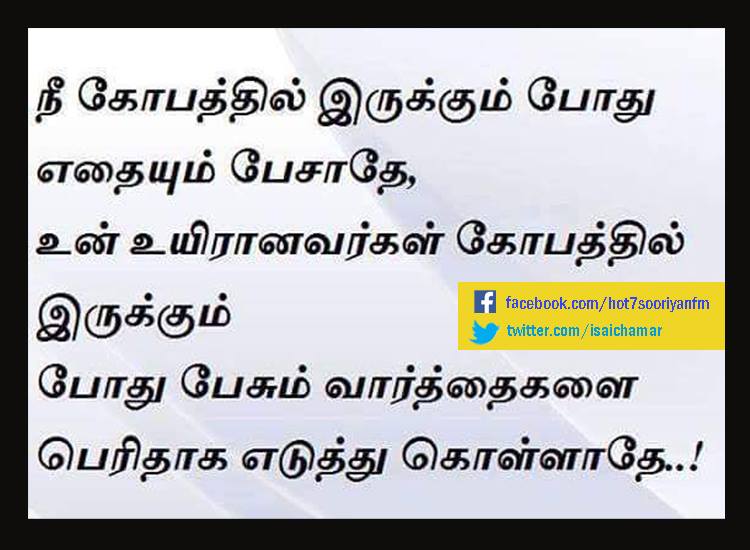 நீ கோபத்தில் இருக்கும் போது
எதையும் பேசாதே,
உன் உயிரானவர்கள் கோபத்தில்
இருக்கும்
facebook.com/hot7sooriyanfm
twitter.com/isaichamar
போது பேசும் வார்த்தைகளை
பெரிதாக எடுத்து கொள்ளாதே..!